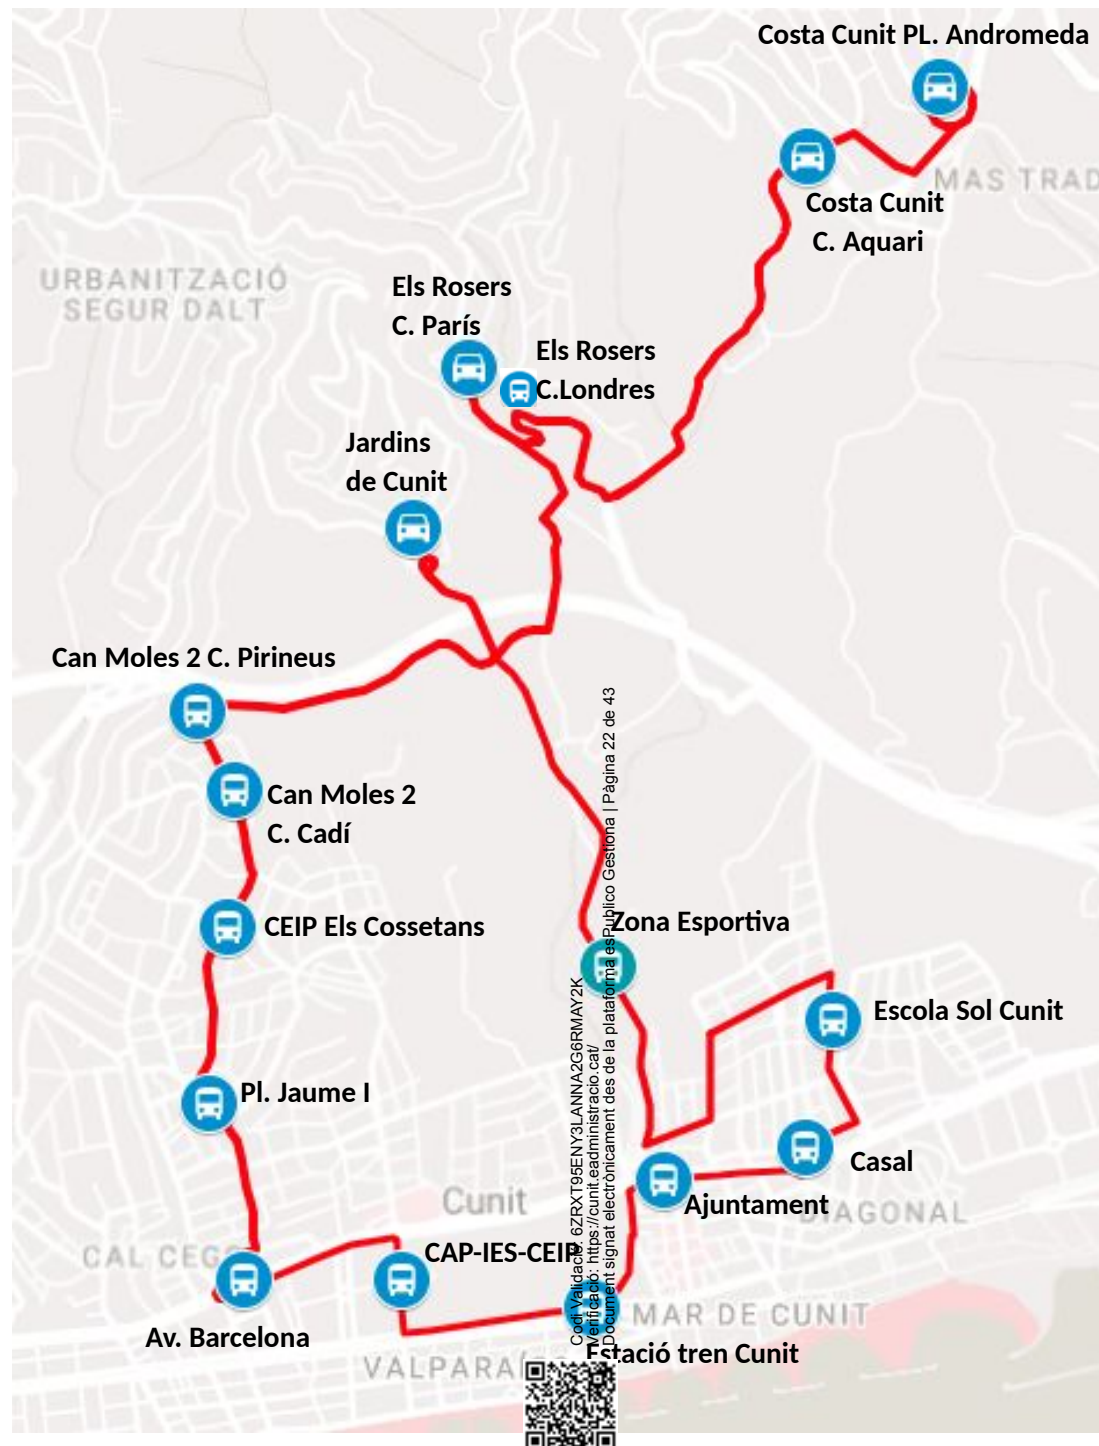 Costa Cunit PL. Andromeda
MAS TRAD
Costa Cunit
C. Aquari
URBANITZACIÓ
SEGUR DALT
Els Rosers
C. París
Els Rosers
C.Londres
Jardins
de Cunit
Can Moles 2 C. Pirineus
Can Moles 2
C. Cadí
CEIP Els Cossetans
Zona Esportiva
Escola Sol Cunit
Pl. Jaume I
Casal
Ajuntament
Cunit
DIAGONAL
CAL CEGO
CAP-IES-CEIP
MAR DE CUNIT
Av. Barcelona
Estació tren Cunit
VALPARAÍ
Codi Validació: 6ZRXT95ENY3LANNA2G6RMAY2K
Verificació: https://cunit.eadministracio.cat/
Document signat electrònicament des de la plataforma esPublico Gestiona | Pàgina 22 de 43